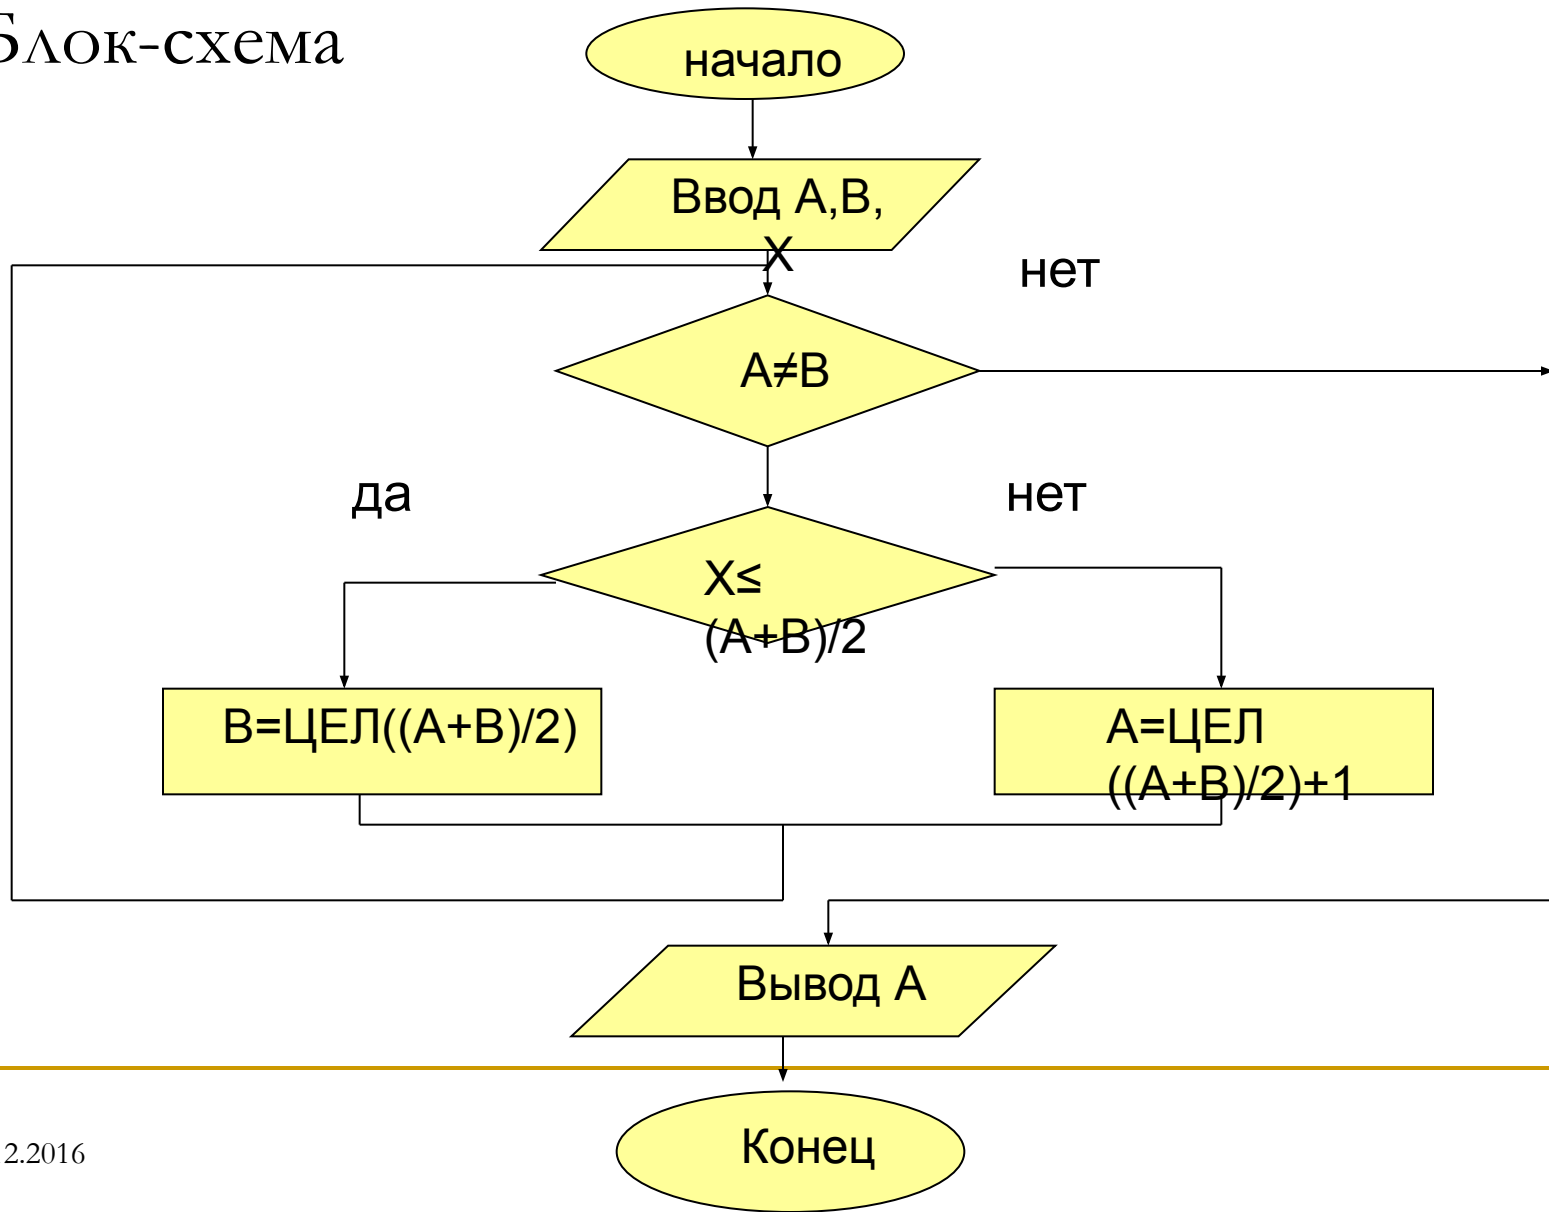 Блок-схема
начало
Ввод А,В,
Х
нет
А≠В
да
нет
Х≤
(А+В)/2
В=ЦЕЛ((А+В)/2)
А=ЦЕЛ
((А+В)/2)+1
Вывод А
Конец
2.2016